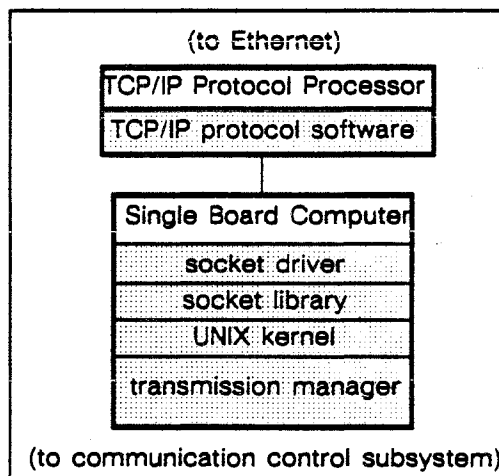 (to Ethernet)
TCP/IP Protocol Processor
TCP/IP protocol software
Single Board Computer
socket driver
socket library
UNIX kernel
transmission manager
(to communication control subsystem)